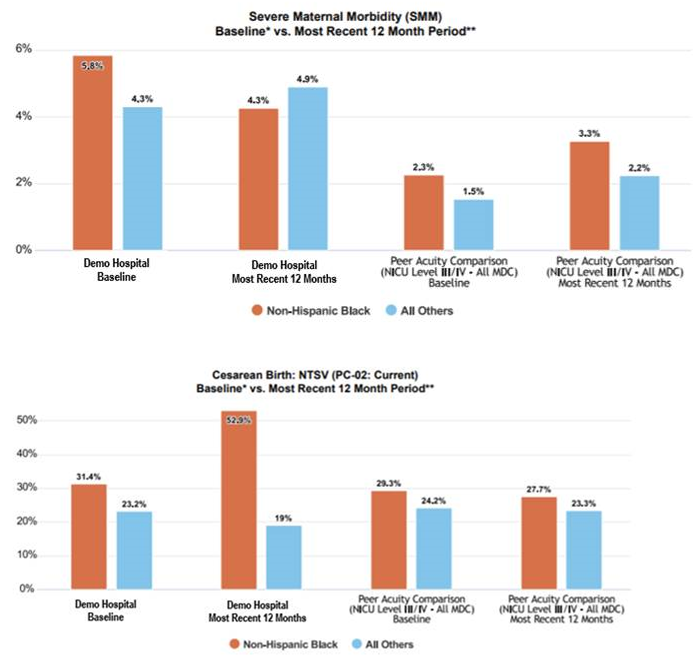 Severe Maternal Morbidity (SMM)
Baseline* vs. Most Recent 12 Month Period**
6%
4%
2%
0%
5.8%
4.3%
4.3%
4.9%
2.3%
1.5%
3.3%
2.2%
Demo Hospital
Baseline
Demo Hospital
Most Recent 12 Months
Peer Acuity Comparison
(NICU Level III/IV - All MDC)
Baseline
Peer Acuity Comparison
(NICU Level III/IV - All MDC)
Most Recent 12 Months
Non-Hispanic Black
All Others
Cesarean Birth: NTSV (PC-02: Current)
Baseline* vs. Most Recent 12 Month Period**
50%
40%
30%
20%
10%
0%
31.4%
23.2%
52.9%
19%
29.3%
24.2%
27.7%
23.3%
Demo Hospital
Baseline
Demo Hospital
Most Recent 12 Months
Peer Acuity Comparison
(NICU Level III/IV - All MDC)
Baseline
Peer Acuity Comparison
(NICU Level III/IV - All MDC)
Most Recent 12 Months
Non-Hispanic Black
All Others